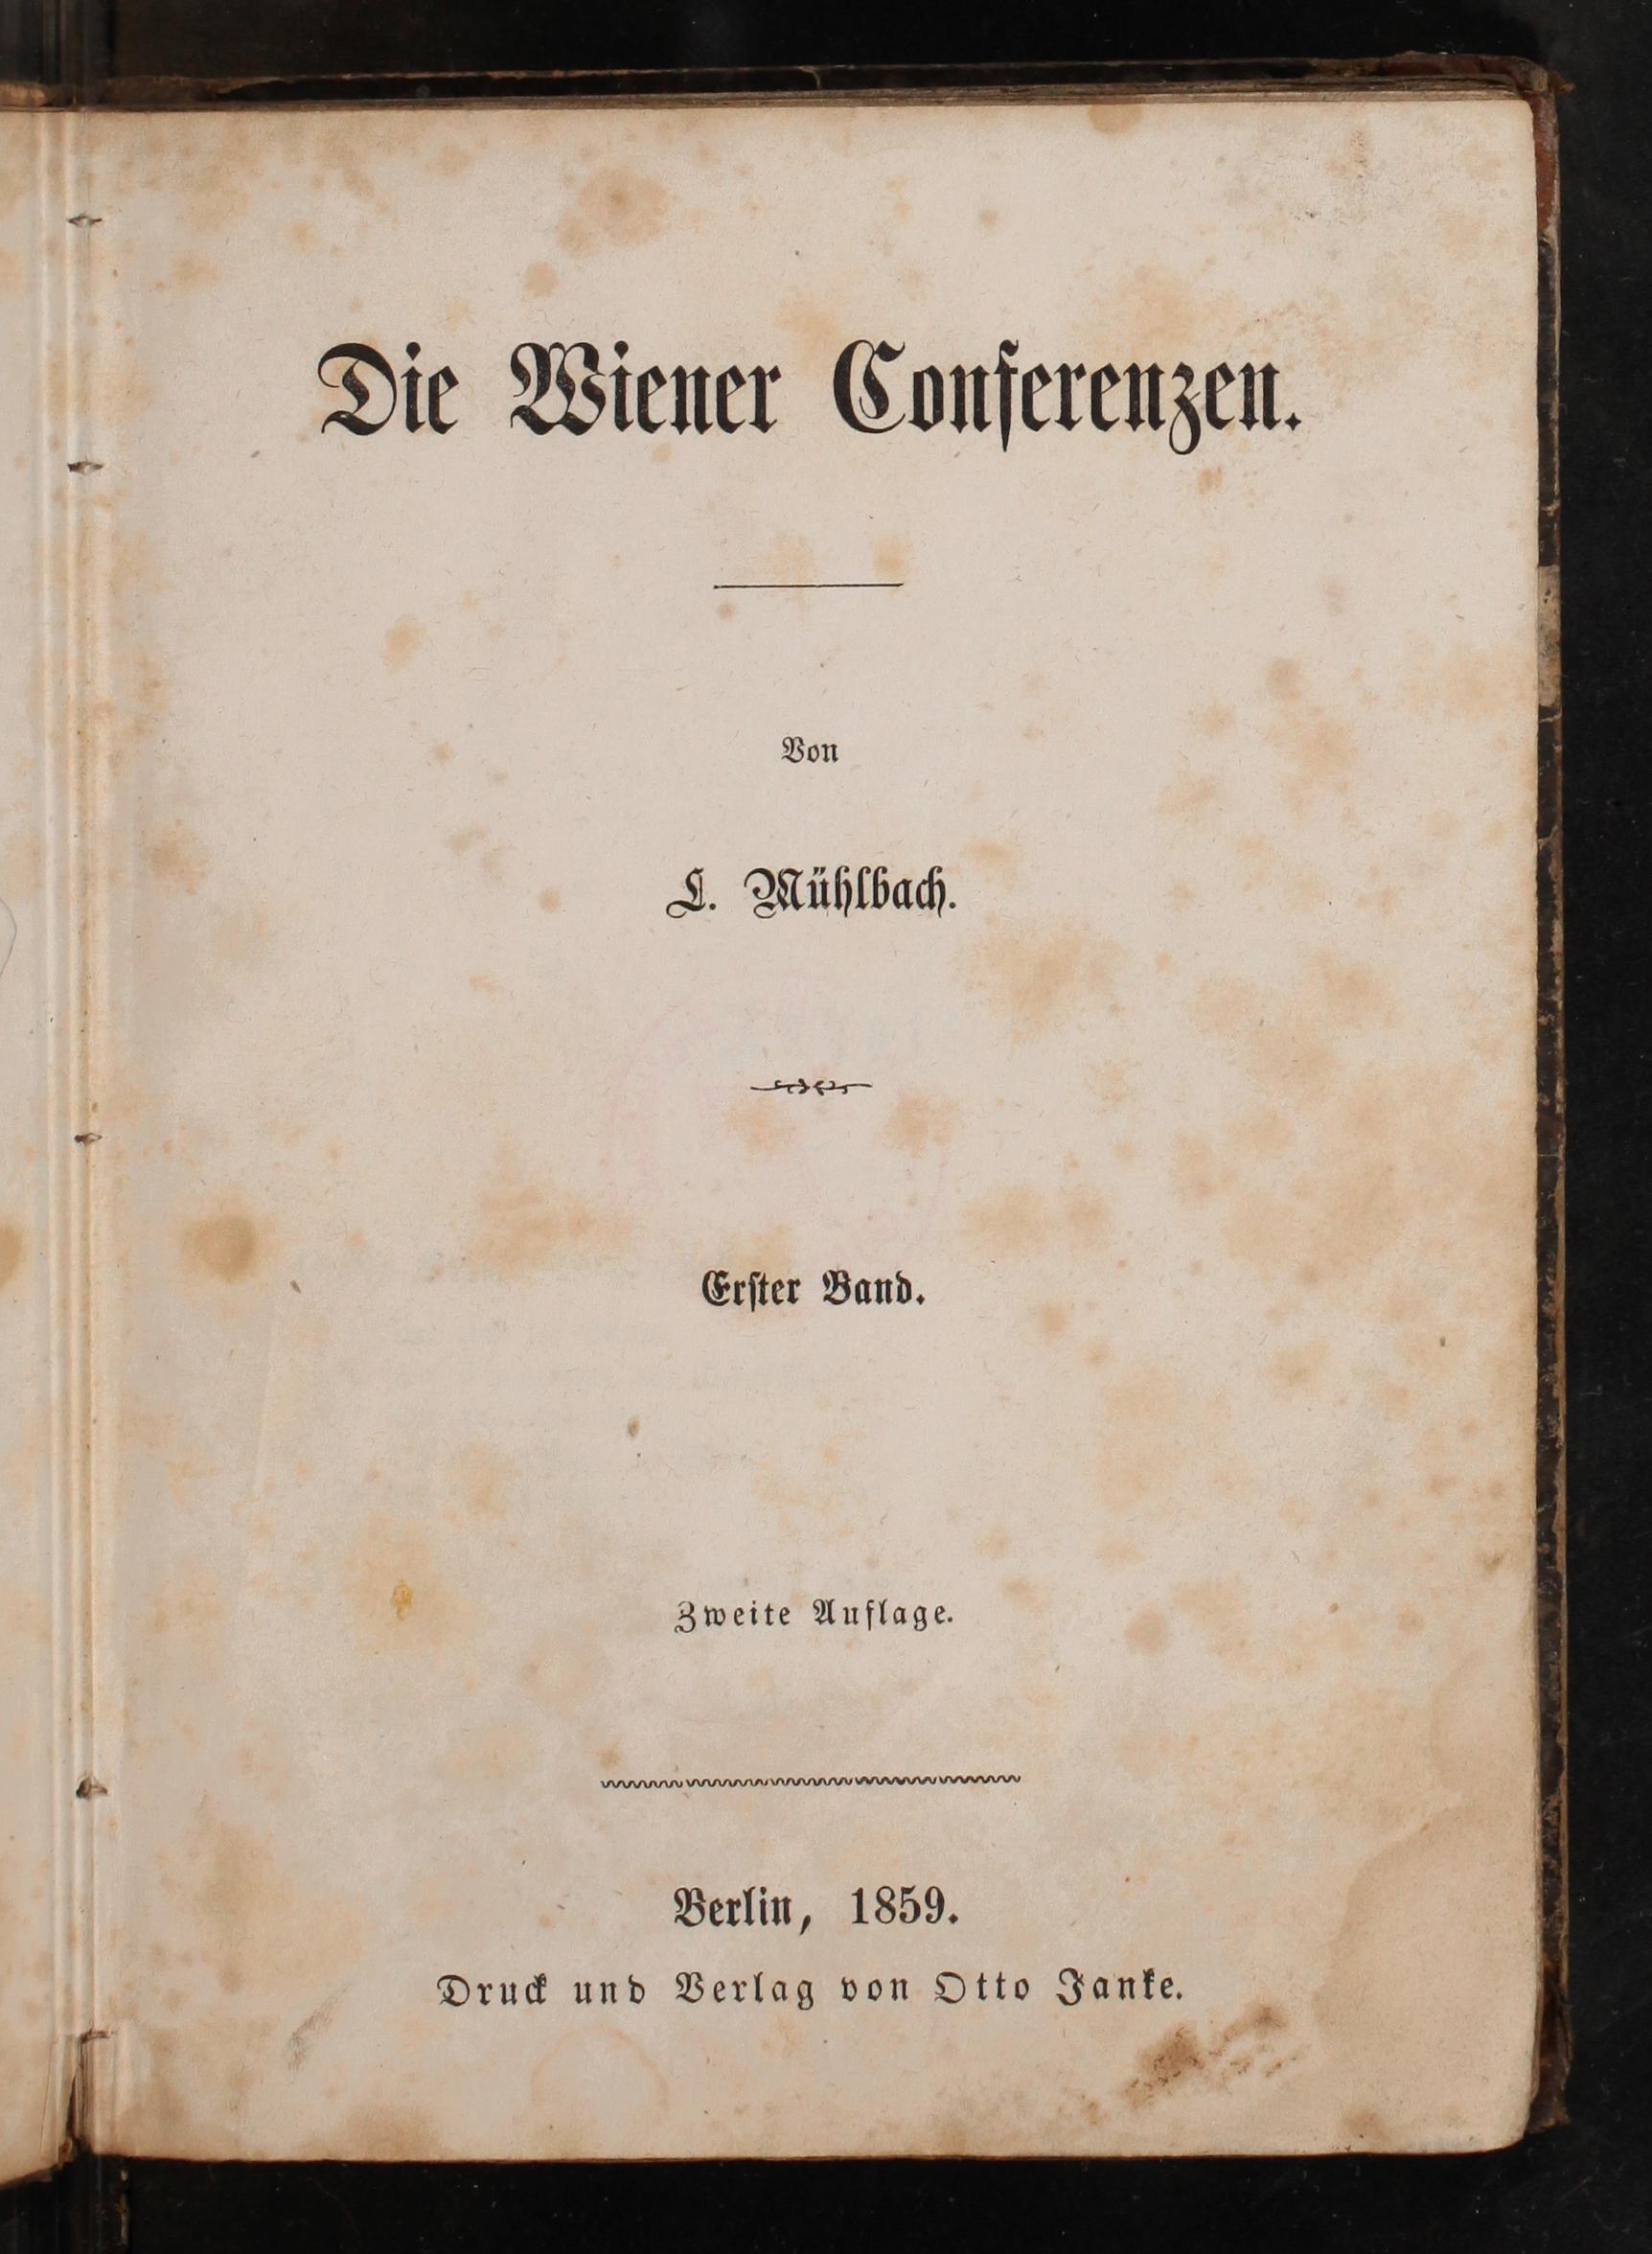 Die Wiener Conferenzen.
Von
L. Mühlbach.
Erster Band.
Zweite Auflage.
Berlin, 1859.
Druck und Verlag von Otto Janke.